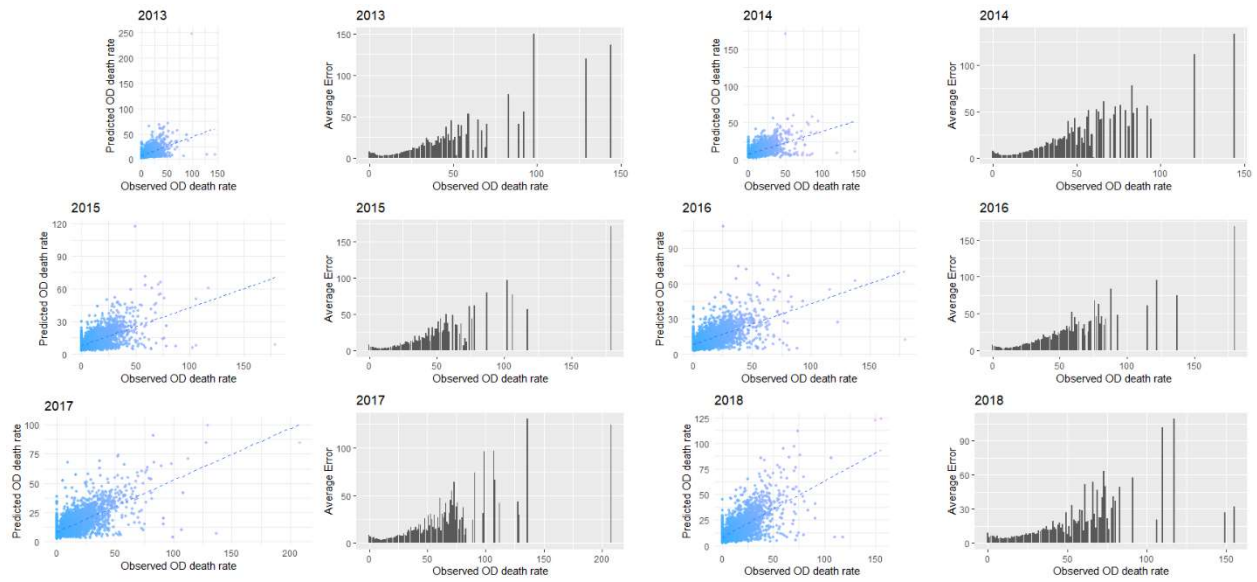 2013
Predicted OD death rate
250
200
150
100
50
0
0 50 100 150
Observed OD death rate
2013
Average Error
150
100
50
0
0 50 100 150
Observed OD death rate
2014
Predicted OD death rate
150
100
50
0
0 50 100 150
Observed OD death rate
2014
Average Error
100
50
0
0 50 100 150
Observed OD death rate
2015
Predicted OD death rate
120
90
60
30
0
0 50 100 150
Observed OD death rate
2015
Average Error
150
100
50
0
0 50 100 150
Observed OD death rate
2016
Predicted OD death rate
90
60
30
0
0 50 100 150
Observed OD death rate
2016
Average Error
150
100
50
0
0 50 100 150
Observed OD death rate
2017
Predicted OD death rate
100
75
50
25
0
0 50 100 150 200
Observed OD death rate
2017
Average Error
100
50
0
0 50 100 150 200
Observed OD death rate
2018
Predicted OD death rate
125
100
75
50
25
0
0 50 100 150
Observed OD death rate
2018
Average Error
90
60
30
0
0 50 100 150
Observed OD death rate